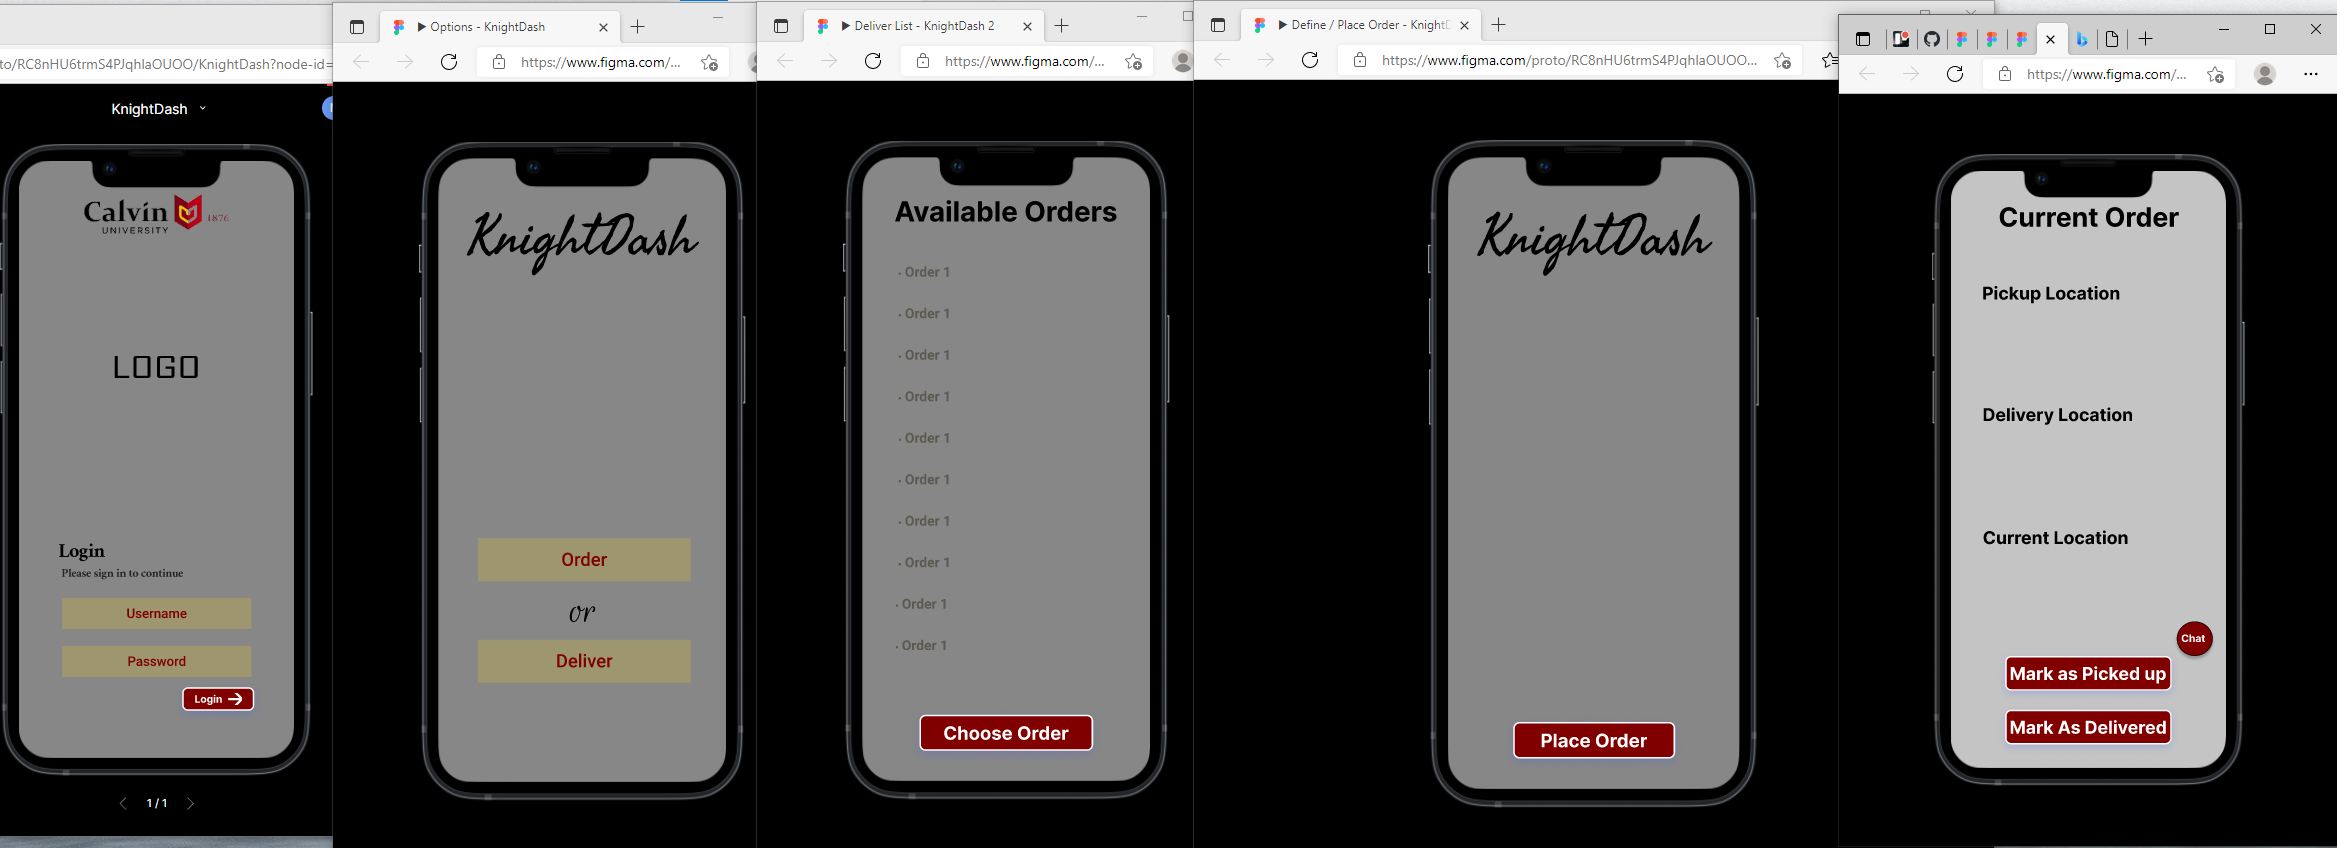 to/RC8nHU6trmS4PJqhlaOUOO/KnightDash?node-id=
KnightDash
Calvin
UNIVERSITY
1876
LOGO
Login
Please sign in to continue
Username
Password
Login
1 / 1
Options - KnightDash
https://www.figma.com/...
KnightDash
Order
or
Deliver
Deliver List - KnightDash 2
https://www.figma.com/...
Available Orders
· Order 1
· Order 1
· Order 1
· Order 1
· Order 1
· Order 1
· Order 1
· Order 1
· Order 1
· Order 1
Choose Order
Define / Place Order - KnightD
https://www.figma.com/proto/RC8nHU6trmS4PJqhlaOUOO...
KnightDash
Place Order
https://www.figma.com/...
Current Order
Pickup Location
Delivery Location
Current Location
Chat
Mark as Picked up
Mark As Delivered